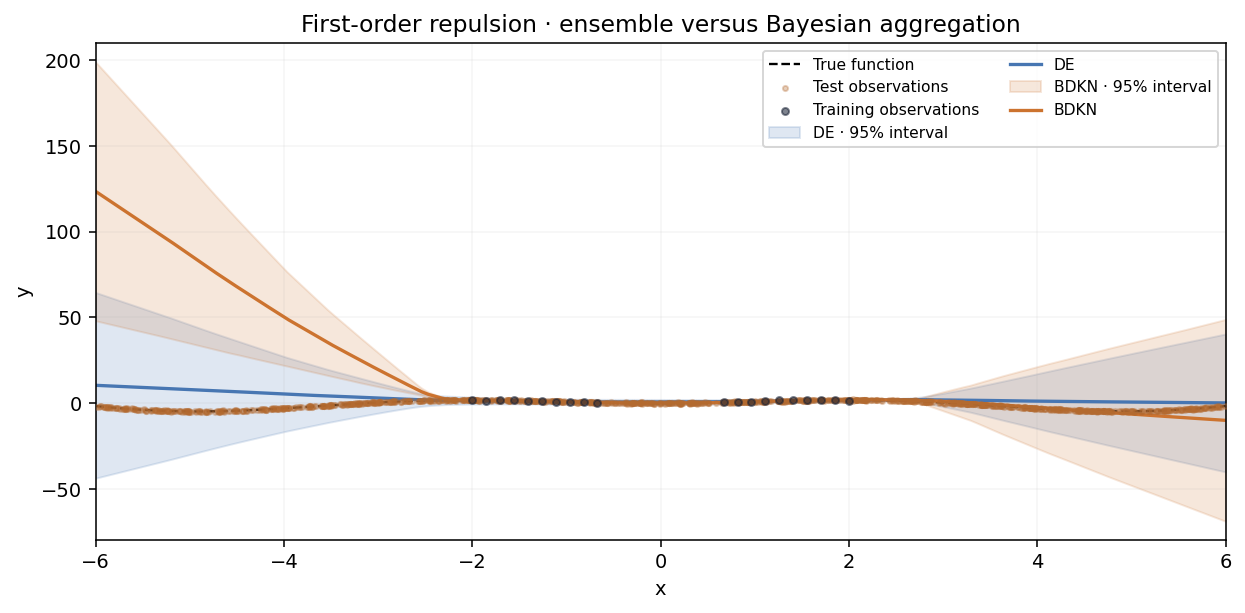 First-order repulsion · ensemble versus Bayesian aggregation
True function
Test observations
Training observations
DE · 95% interval
DE
BDKN · 95% interval
BDKN
y
200
150
100
50
0
−50
−6
−4
−2
0
2
4
6
x